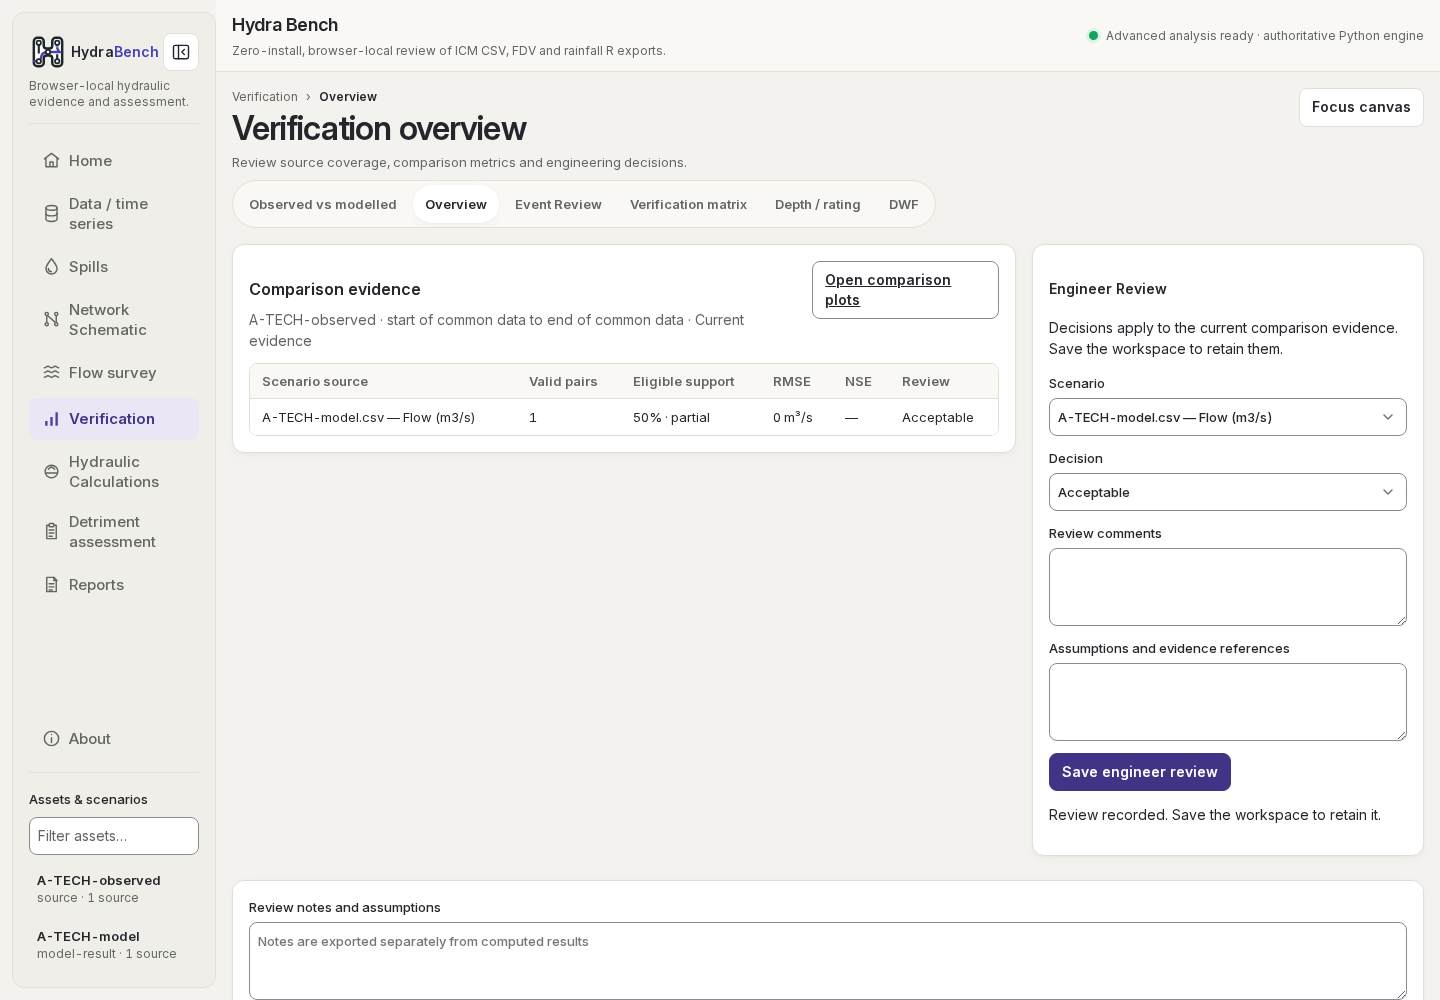 HydraBench
Browser-local hydraulic
evidence and assessment.
Home
Data / time
series
Spills
Network
Schematic
Flow survey
Verification
Hydraulic
Calculations
Detriment
assessment
Reports
About
Assets & scenarios
Filter assets...
A-TECH-observed
source · 1 source
A-TECH-model
model-result · 1 source
Hydra Bench
Zero-install, browser-local review of ICM CSV, FDV and rainfall R exports.
Advanced analysis ready · authoritative Python engine
Verification › Overview
Verification overview
Review source coverage, comparison metrics and engineering decisions.
Focus canvas
Observed vs modelled Overview Event Review Verification matrix Depth / rating DWF
Comparison evidence
A-TECH-observed · start of common data to end of common data · Current
evidence
Open comparison
plots
Scenario source Valid pairs Eligible support RMSE NSE Review
A-TECH-model.csv — Flow (m3/s) 1 50% · partial 0 m³/s — Acceptable
Engineer Review
Decisions apply to the current comparison evidence.
Save the workspace to retain them.
Scenario
A-TECH-model.csv — Flow (m3/s)
Decision
Acceptable
Review comments
Assumptions and evidence references
Save engineer review
Review recorded. Save the workspace to retain it.
Review notes and assumptions
Notes are exported separately from computed results